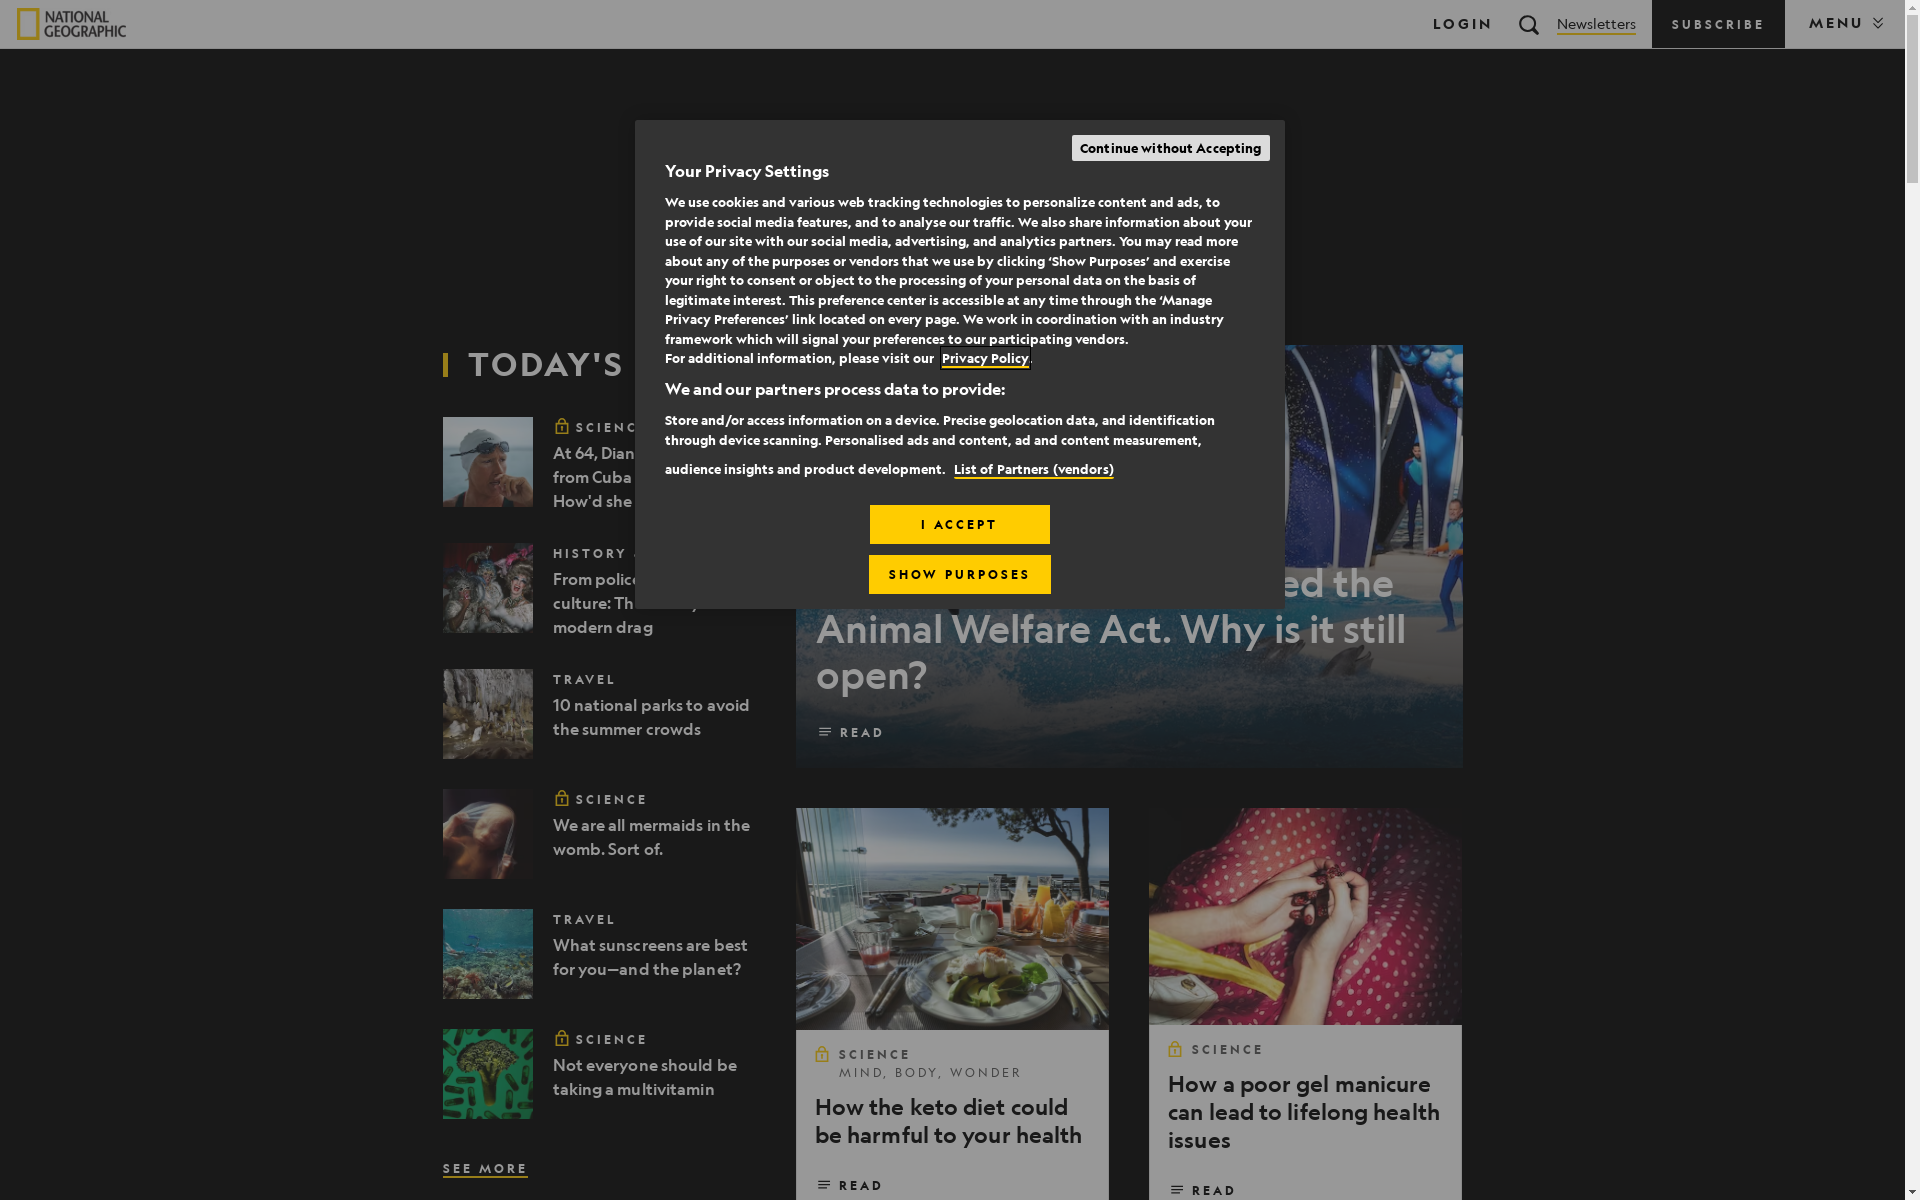 NATIONAL
GEOGRAPHIC
LOGIN
Newsletters
SUBSCRIBE
MENU
Continue without Accepting
Your Privacy Settings
We use cookies and various web tracking technologies to personalize content and ads, to
provide social media features, and to analyse our traffic. We also share information about your
use of our site with our social media, advertising, and analytics partners. You may read more
about any of the purposes or vendors that we use by clicking ‘Show Purposes’ and exercise
your right to consent or object to the processing of your personal data on the basis of
legitimate interest. This preference center is accessible at any time through the ‘Manage
Privacy Preferences’ link located on every page. We work in coordination with an industry
framework which will signal your preferences to our participating vendors.
For additional information, please visit our Privacy Policy.
We and our partners process data to provide:
Store and/or access information on a device. Precise geolocation data, and identification
through device scanning. Personalised ads and content, ad and content measurement,
audience insights and product development. List of Partners (vendors)
I ACCEPT
SHOW PURPOSES
TODAY'S
SCIENC
At 64, Dian
from Cuba
How'd she
HISTORY
From police
culture: Th
modern drag
TRAVEL
10 national parks to avoid
the summer crowds
SCIENCE
We are all mermaids in the
womb. Sort of.
TRAVEL
What sunscreens are best
for you—and the planet?
SCIENCE
Not everyone should be
taking a multivitamin
SEE MORE
ed the
Animal Welfare Act. Why is it still
open?
READ
SCIENCE
MIND, BODY, WONDER
How the keto diet could
be harmful to your health
READ
SCIENCE
How a poor gel manicure
can lead to lifelong health
issues
READ